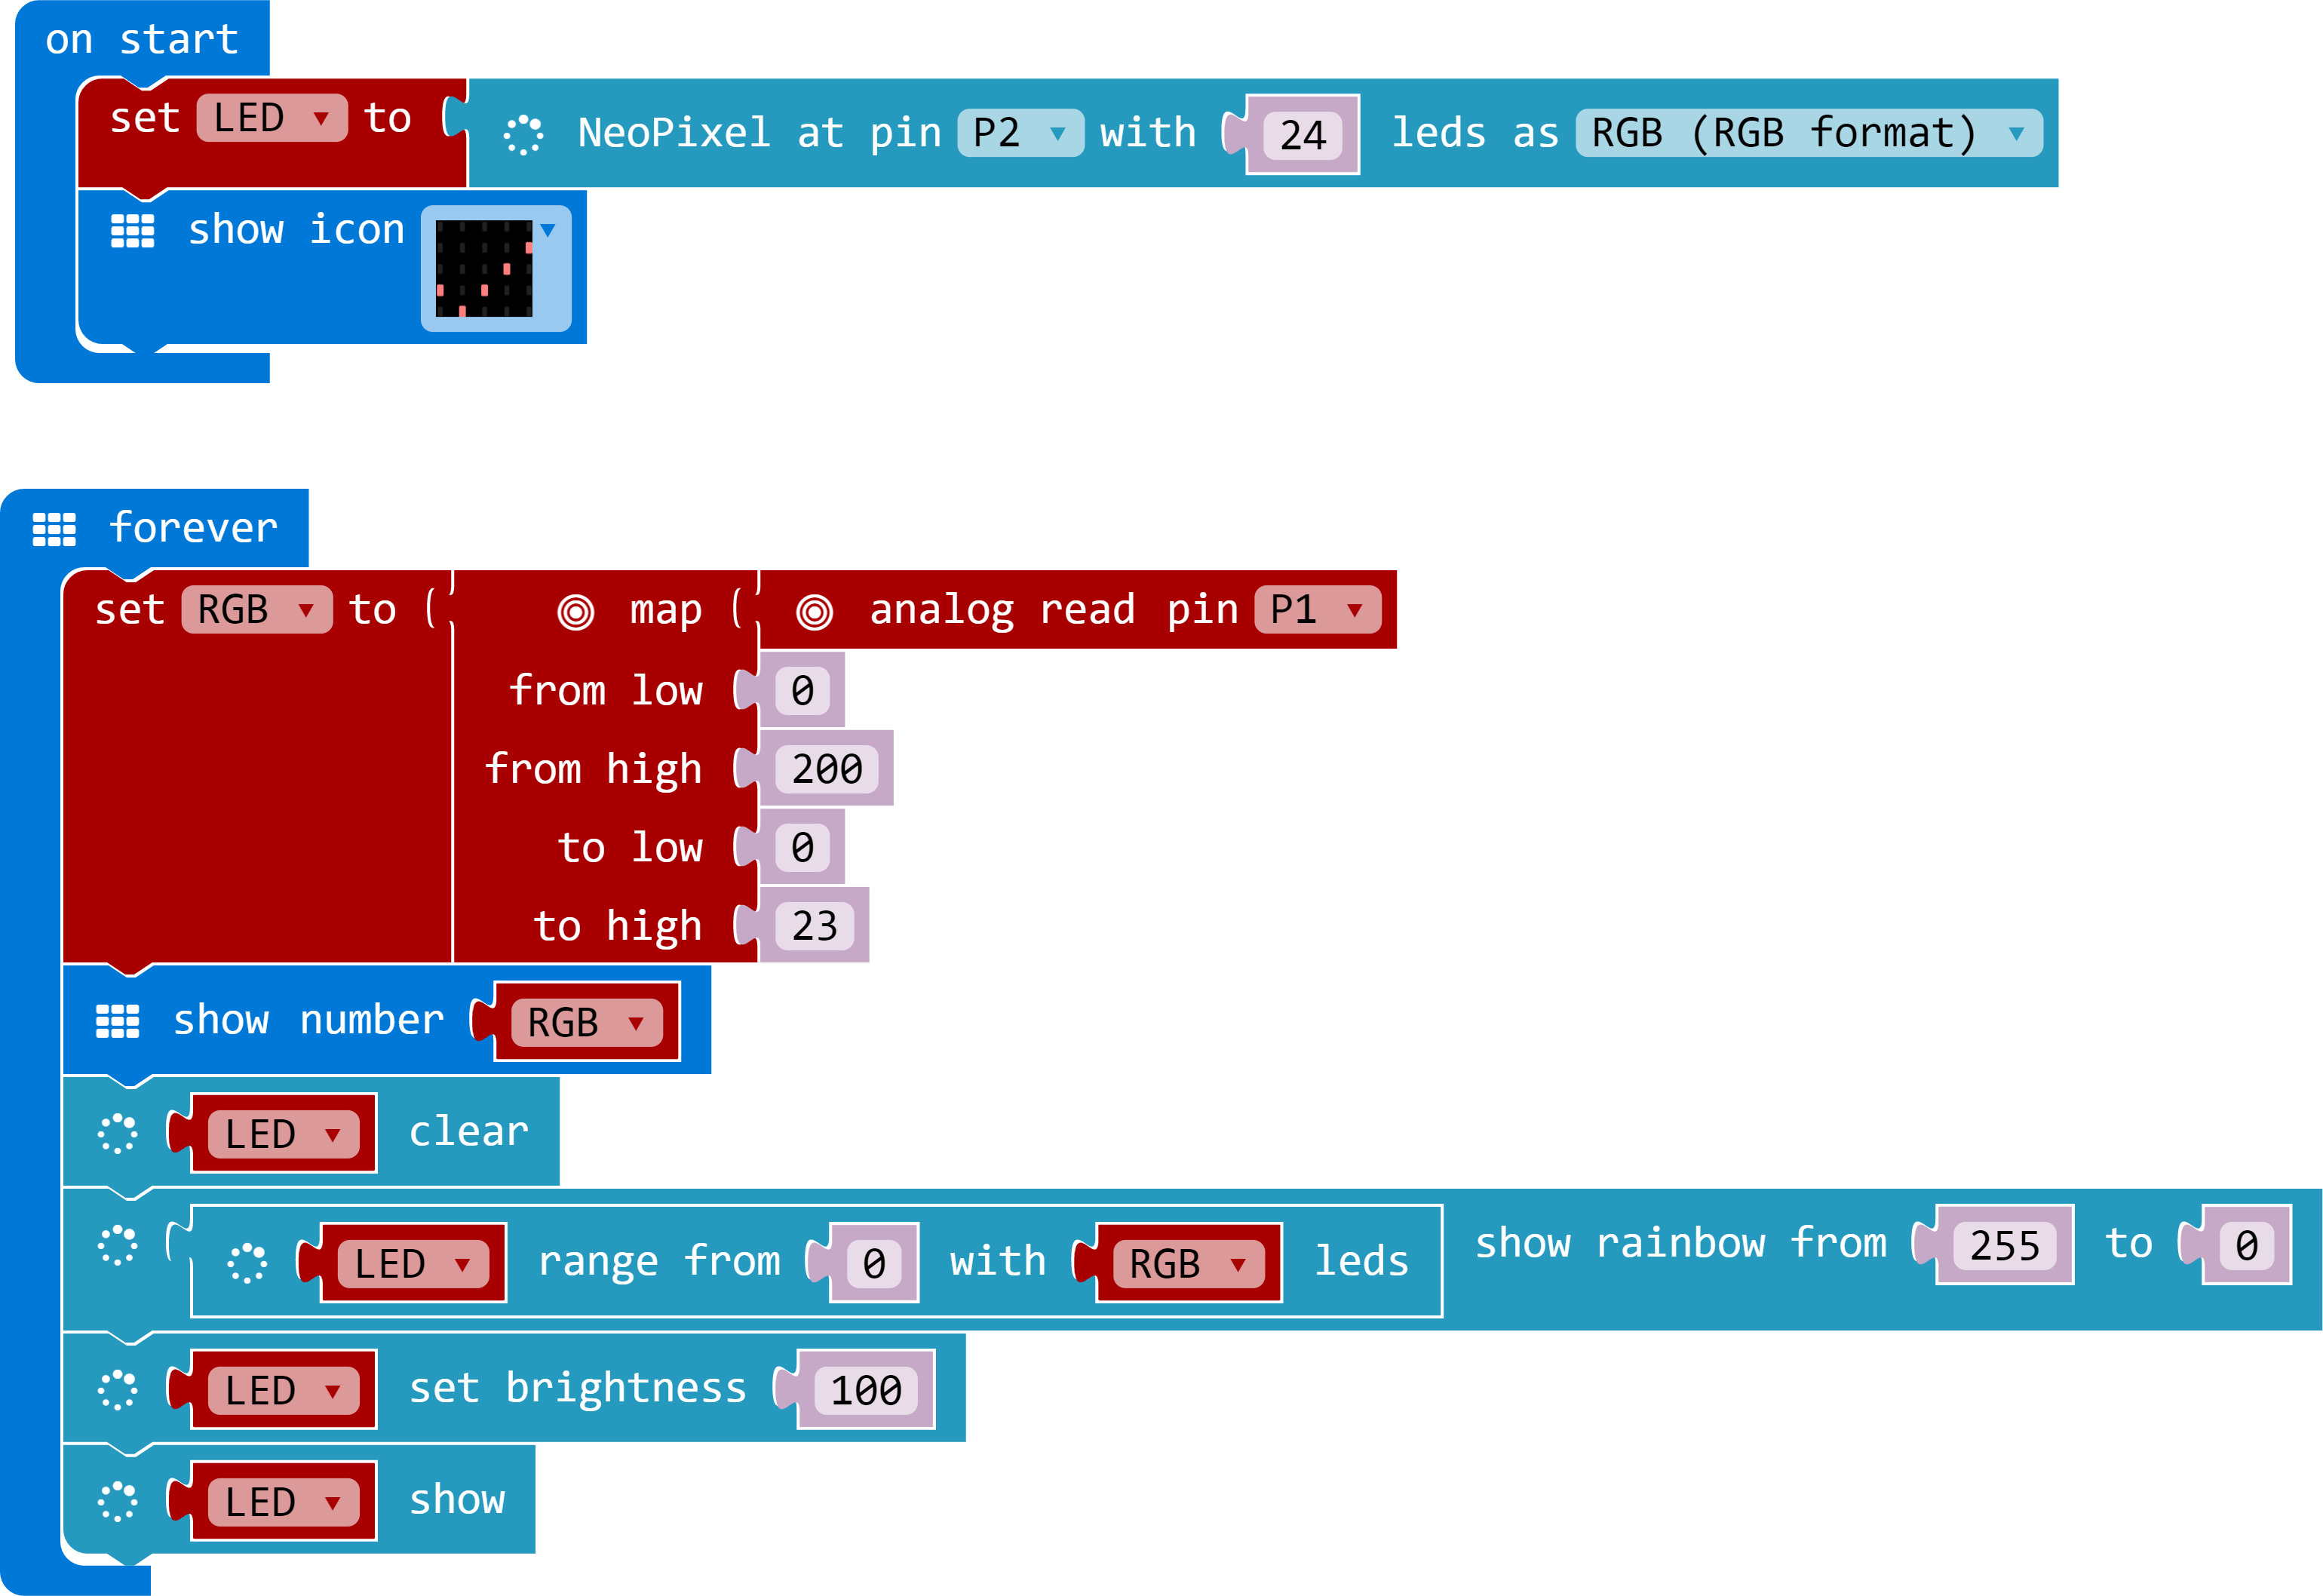 on start
set LED to NeoPixel at pin P2 with 24 leds as RGB (RGB format)
show icon
forever
set RGB to map analog read pin P1
from low 0
from high 200
to low 0
to high 23
show number RGB
LED clear
LED range from 0 with RGB leds show rainbow from 255 to 0
LED set brightness 100
LED show